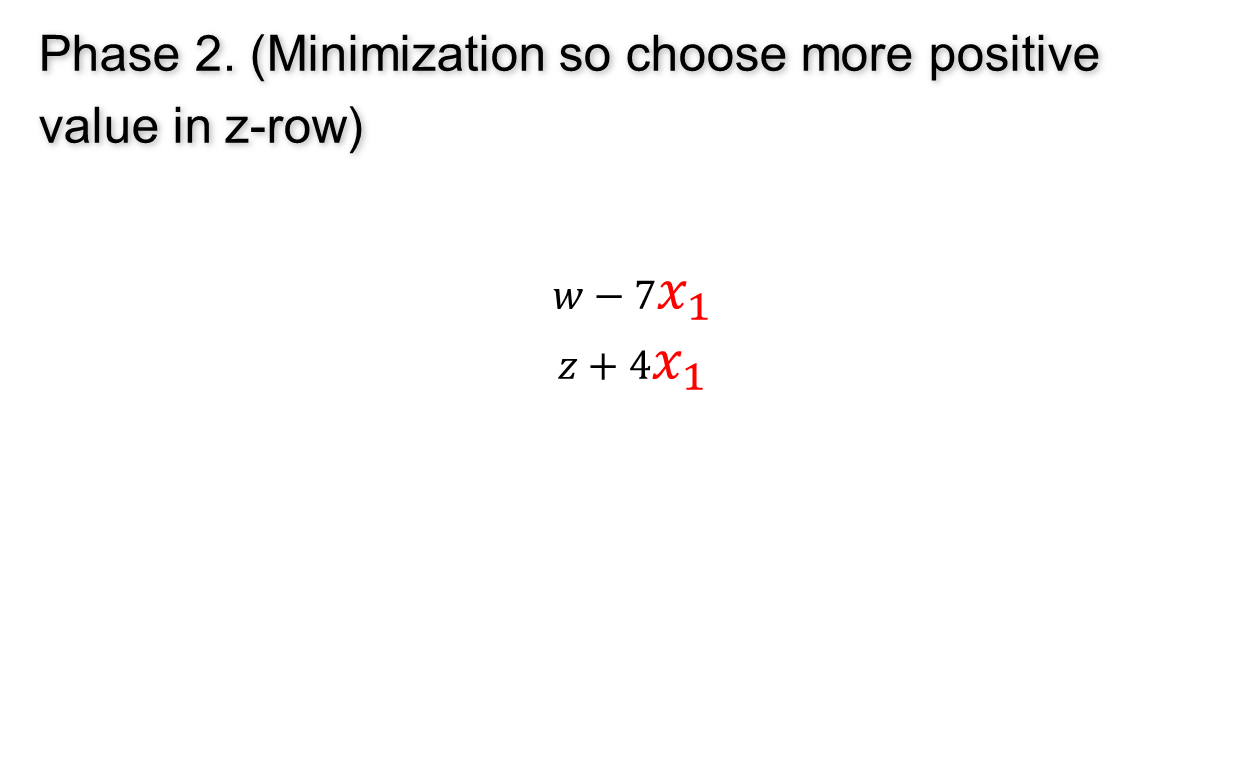 Phase 2. (Minimization so choose more positive
value in z-row)
w − 7x₁
z + 4x₁